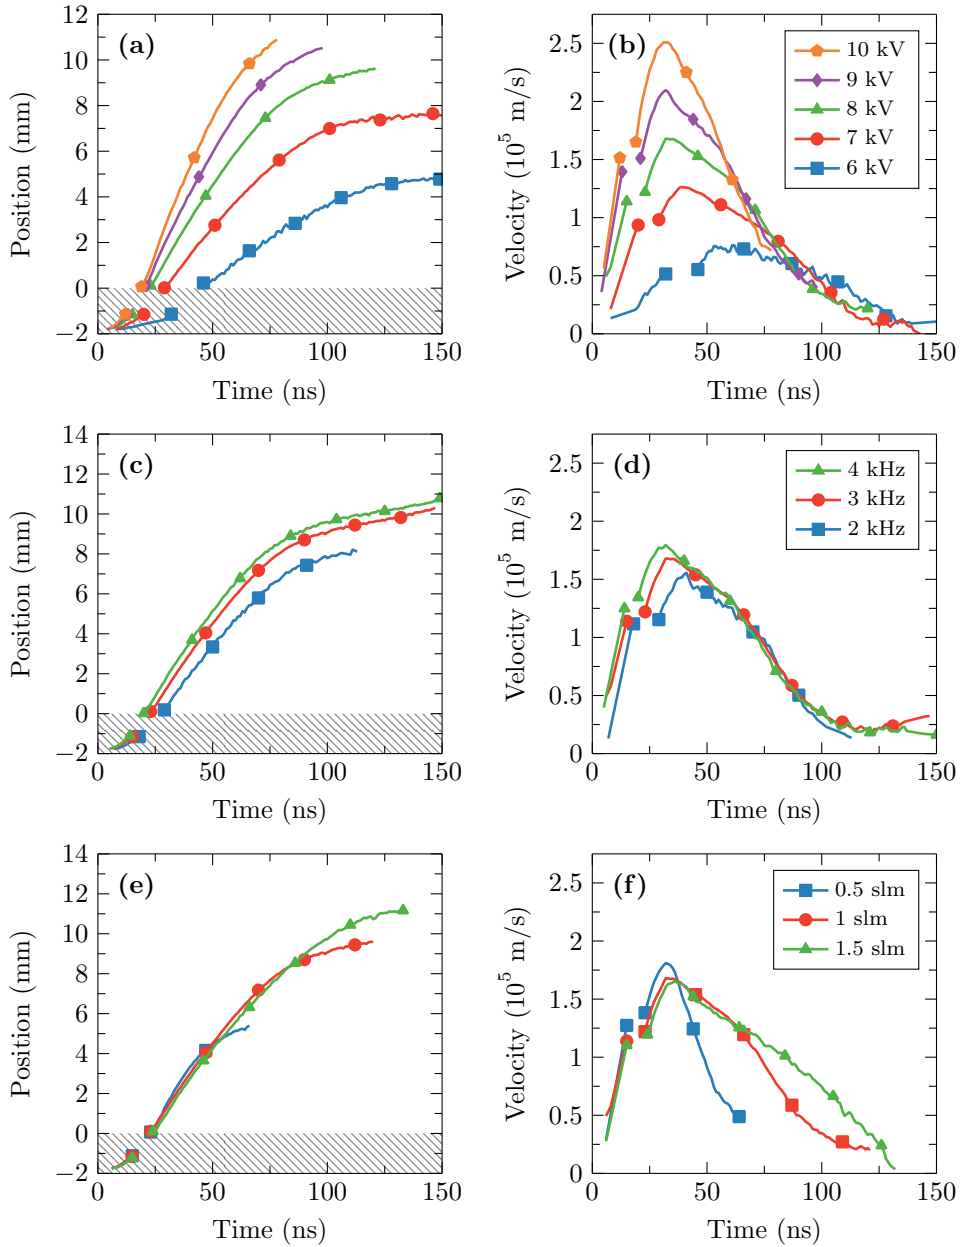 12
10
8
6
4
2
0
−2
0
50
100
150
Position (mm)
Time (ns)
(a)
2.5
2
1.5
1
0.5
0
0
50
100
150
Velocity (10⁵ m/s)
Time (ns)
(b)
10 kV
9 kV
8 kV
7 kV
6 kV
14
12
10
8
6
4
2
0
−2
0
50
100
150
Position (mm)
Time (ns)
(c)
2.5
2
1.5
1
0.5
0
0
50
100
150
Velocity (10⁵ m/s)
Time (ns)
(d)
4 kHz
3 kHz
2 kHz
14
12
10
8
6
4
2
0
−2
0
50
100
150
Position (mm)
Time (ns)
(e)
2.5
2
1.5
1
0.5
0
0
50
100
150
Velocity (10⁵ m/s)
Time (ns)
(f)
0.5 slm
1 slm
1.5 slm